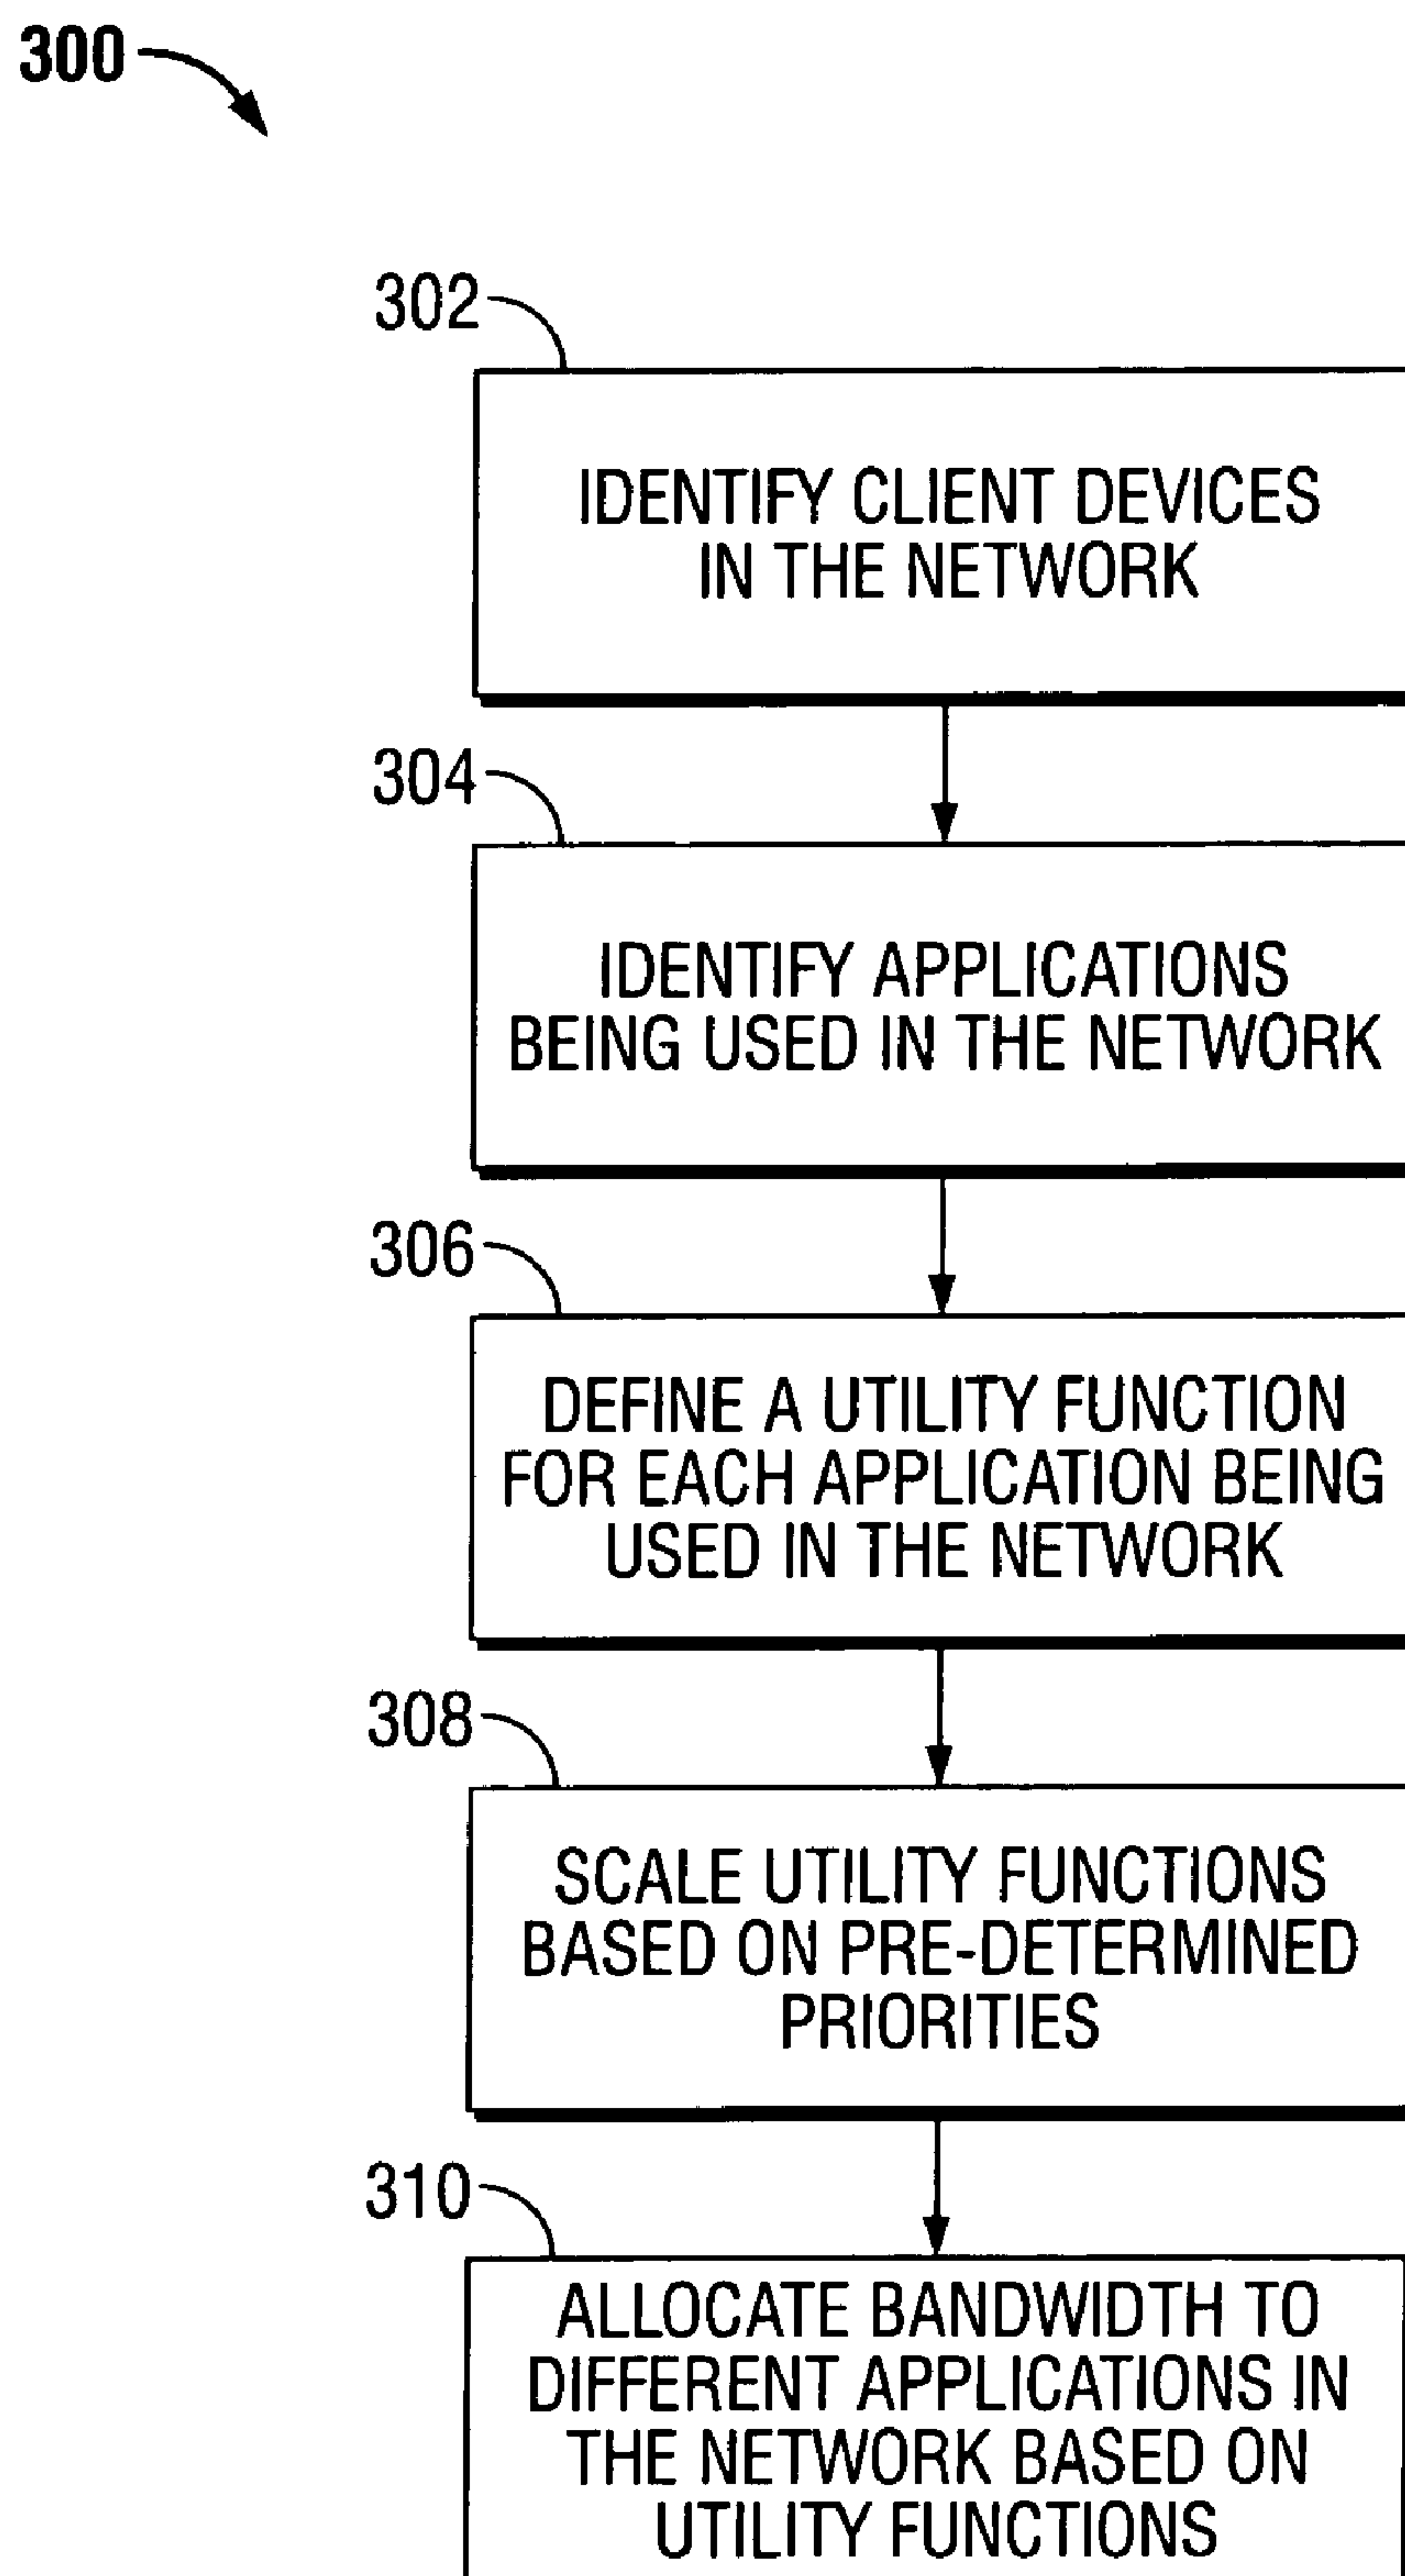 300
302
IDENTIFY CLIENT DEVICES
IN THE NETWORK
304
IDENTIFY APPLICATIONS
BEING USED IN THE NETWORK
306
DEFINE A UTILITY FUNCTION
FOR EACH APPLICATION BEING
USED IN THE NETWORK
308
SCALE UTILITY FUNCTIONS
BASED ON PRE-DETERMINED
PRIORITIES
310
ALLOCATE BANDWIDTH TO
DIFFERENT APPLICATIONS IN
THE NETWORK BASED ON
UTILITY FUNCTIONS